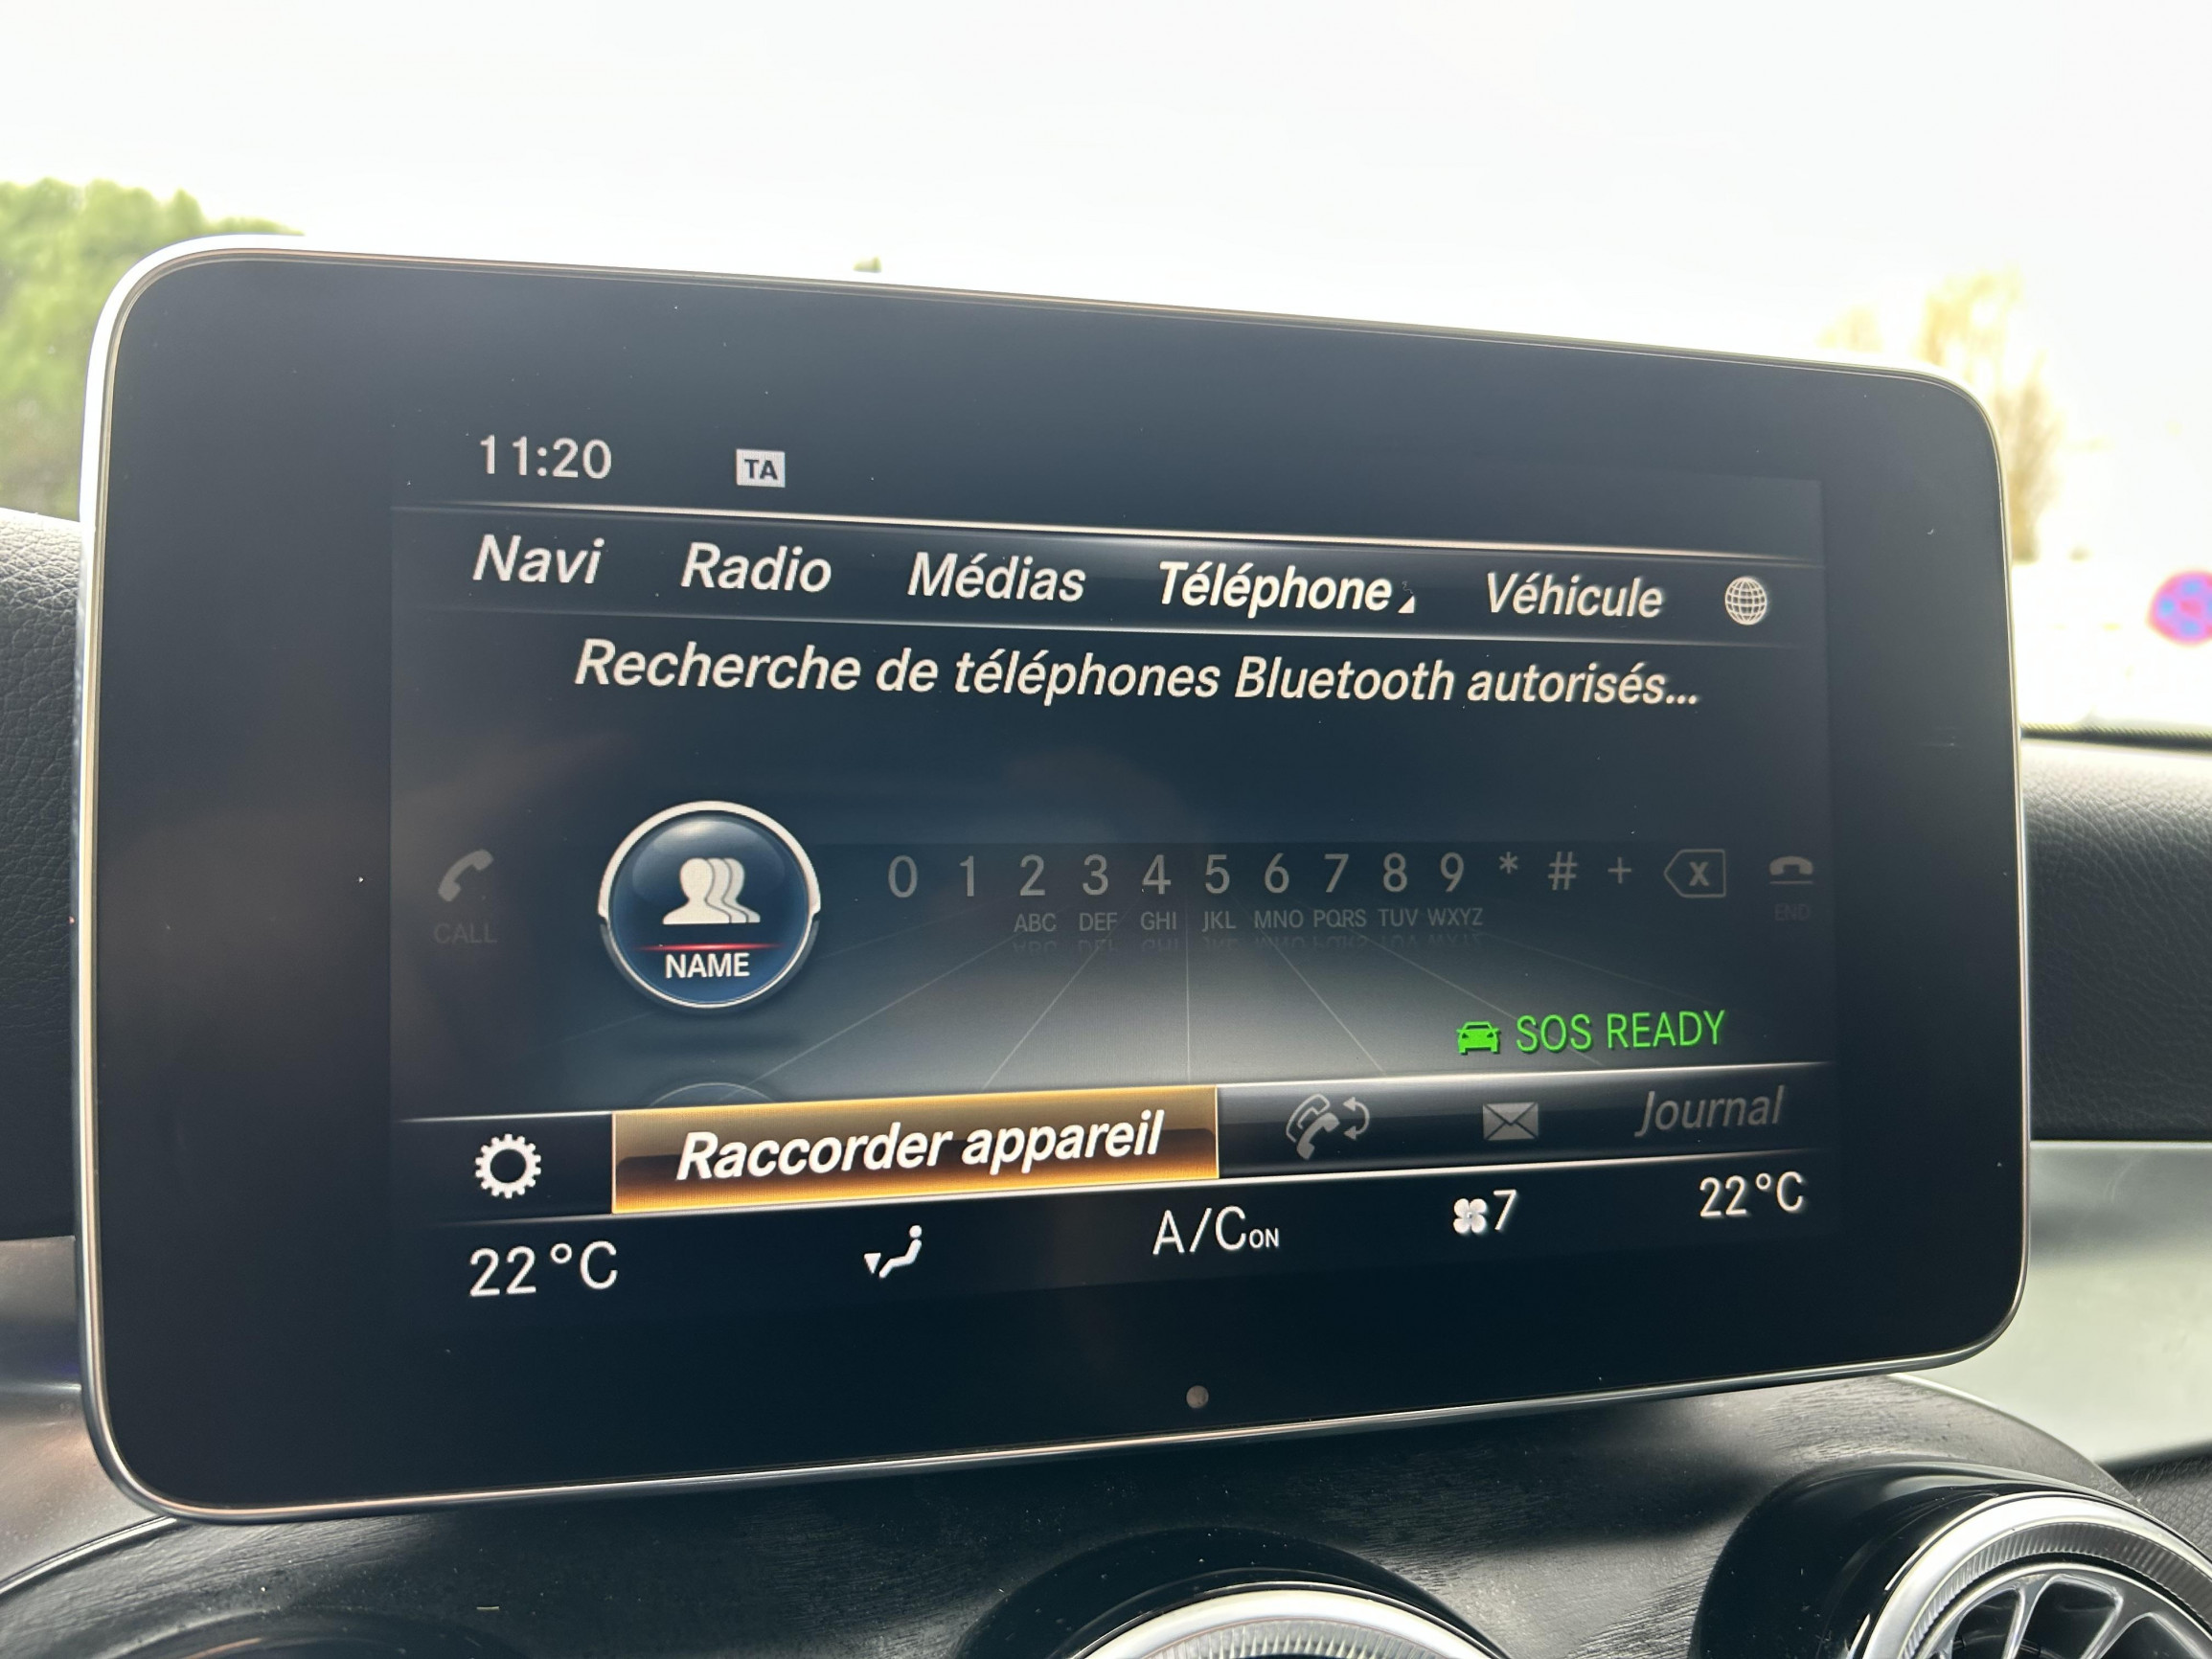 11:20 TA
Navi Radio Médias Téléphone Véhicule
Recherche de téléphones Bluetooth autorisés...
0 1 2 3 4 5 6 7 8 9 * # + X
CALL ABC DEF GHI JKL MNO PQRS TUV WXYZ END
NAME
SOS READY
Raccorder appareil Journal
22°C A/C ON 7 22°C